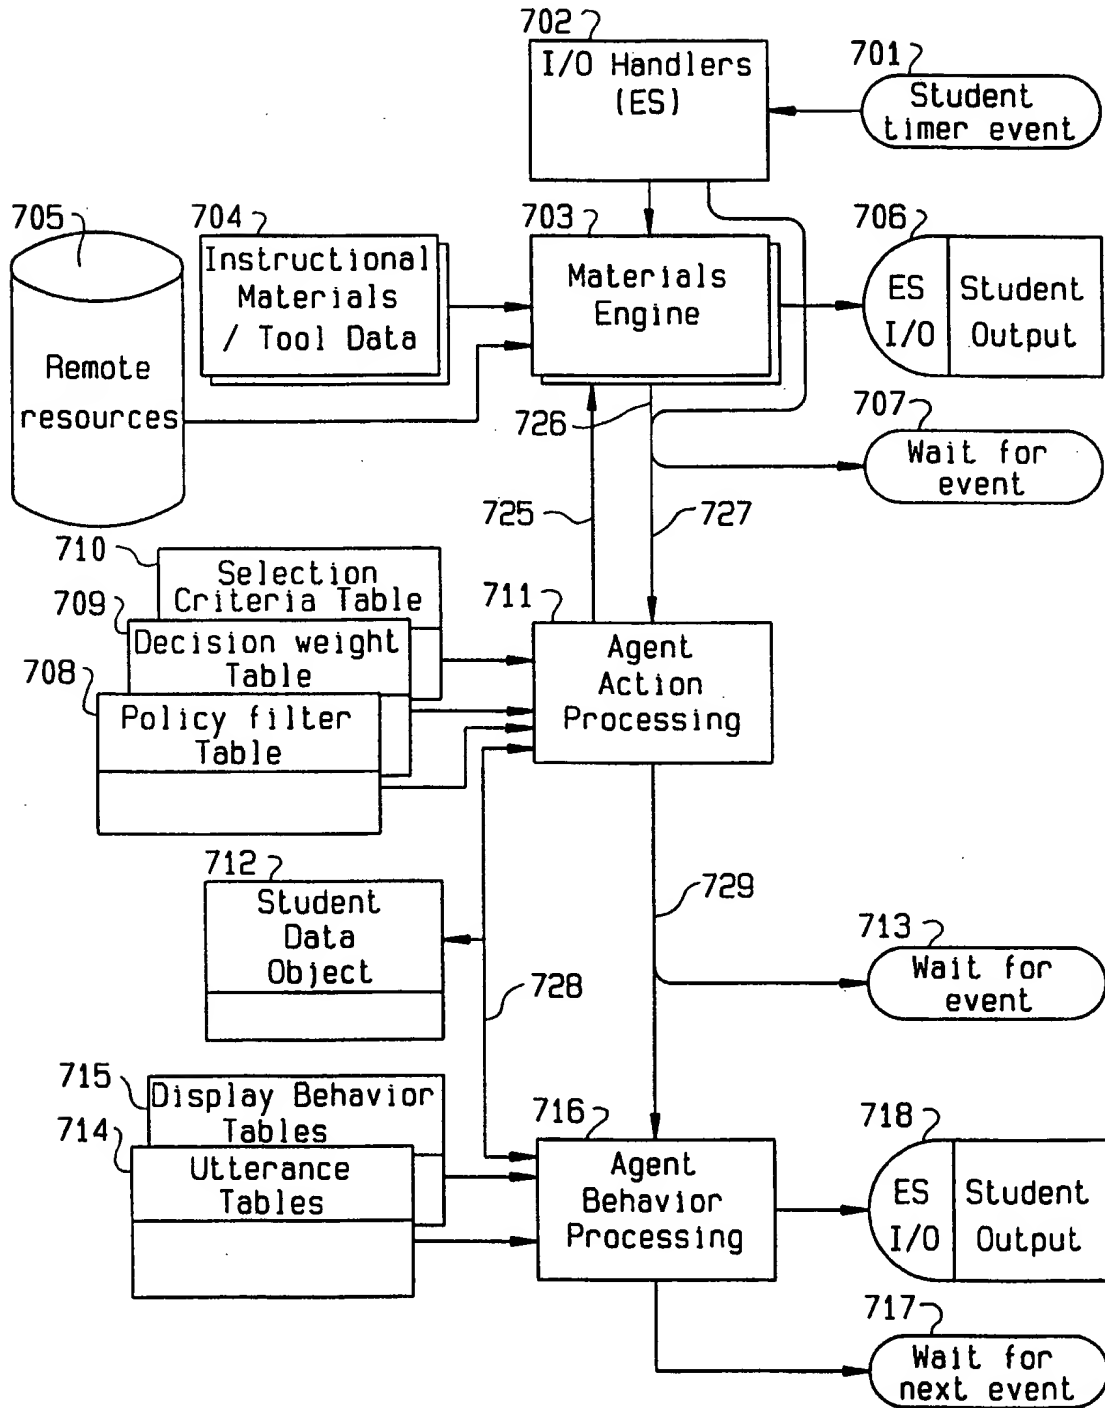 702
I/O Handlers
(ES)
701
Student
timer event
705
Remote
resources
704
Instructional
Materials
/ Tool Data
703
Materials
Engine
706
ES
I/O
Student
Output
726
707
Wait for
event
725
727
710
Selection
Criteria Table
709
Decision weight
Table
708
Policy filter
Table
711
Agent
Action
Processing
712
Student
Data
Object
729
728
713
Wait for
event
715
Display Behavior
Tables
714
Utterance
Tables
716
Agent
Behavior
Processing
718
ES
I/O
Student
Output
717
Wait for
next event